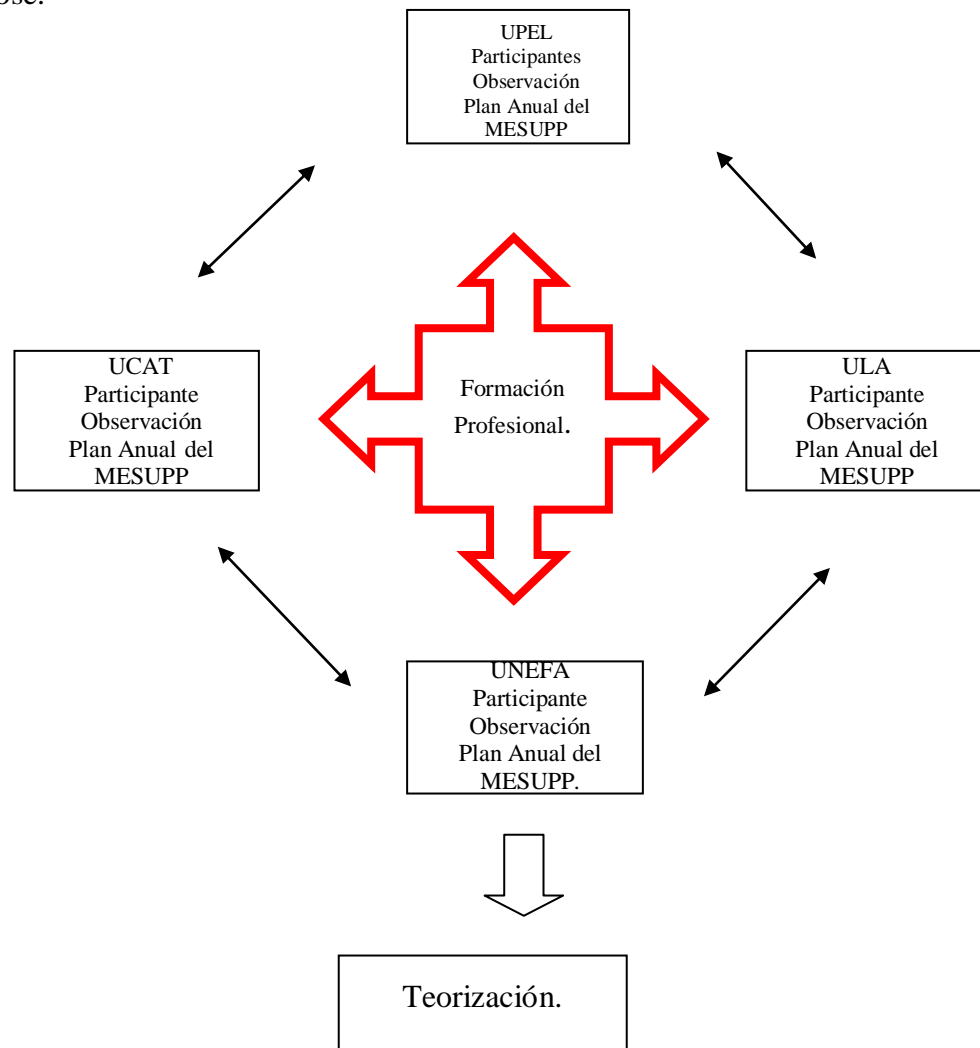 UPEL
Participantes
Observación
Plan Anual del
MESUPP
UCAT
Participante
Observación
Plan Anual del
MESUPP
Formación
Profesional.
ULA
Participante
Observación
Plan Anual del
MESUPP
UNEFA
Participante
Observación
Plan Anual del
MESUPP.
Teorización.